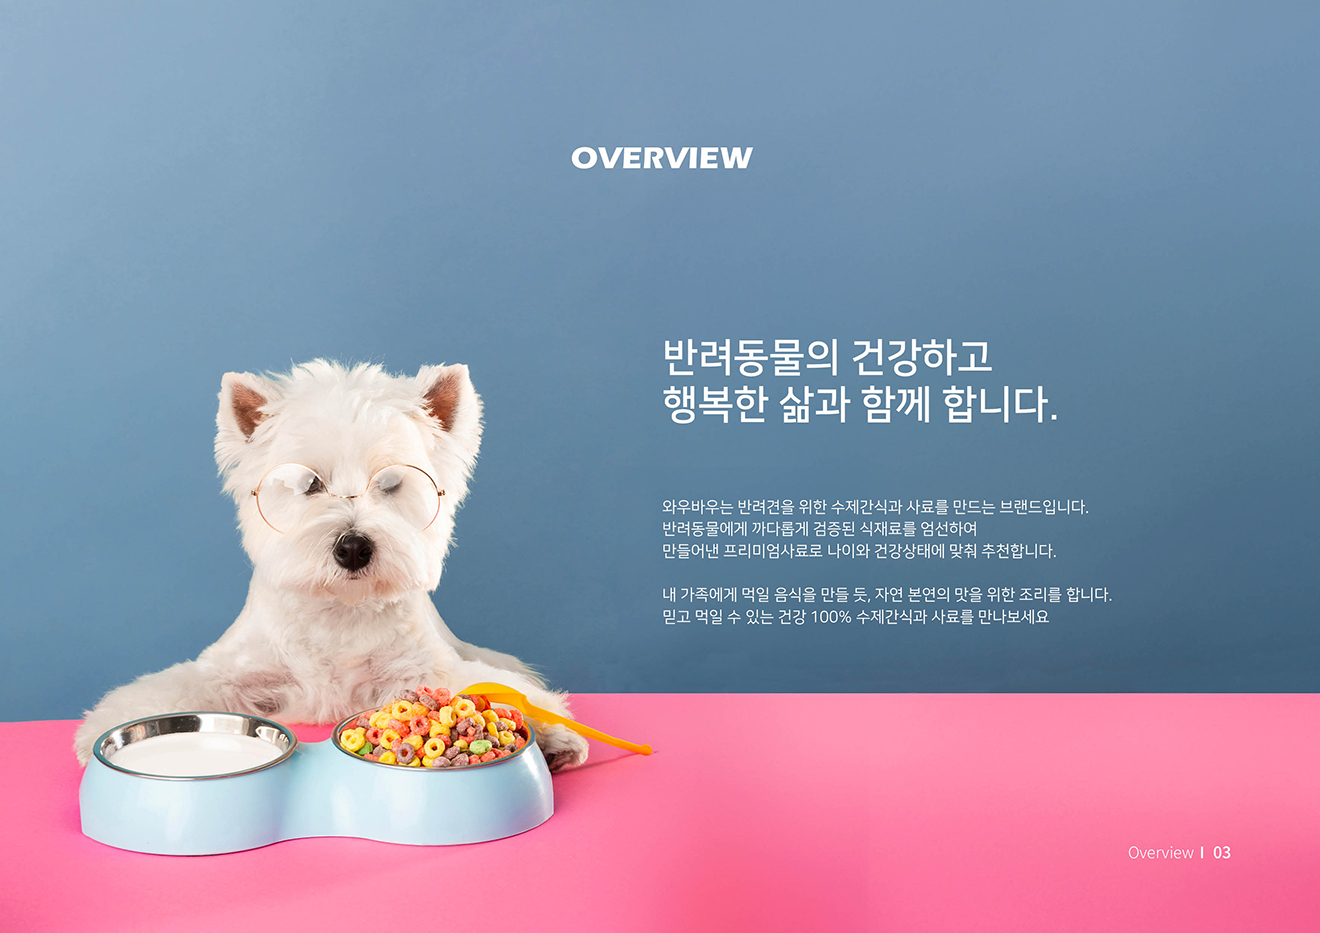 OVERVIEW
반려동물의 건강하고
행복한 삶과 함께 합니다.
와우바우는 반려견을 위한 수제간식과 사료를 만드는 브랜드입니다.
반려동물에게 까다롭게 검증된 식재료를 엄선하여
만들어낸 프리미엄사료로 나이와 건강상태에 맞춰 추천합니다.
내 가족에게 먹일 음식을 만들 듯, 자연 본연의 맛을 위한 조리를 합니다.
믿고 먹일 수 있는 건강 100% 수제간식과 사료를 만나보세요
Overview I 03